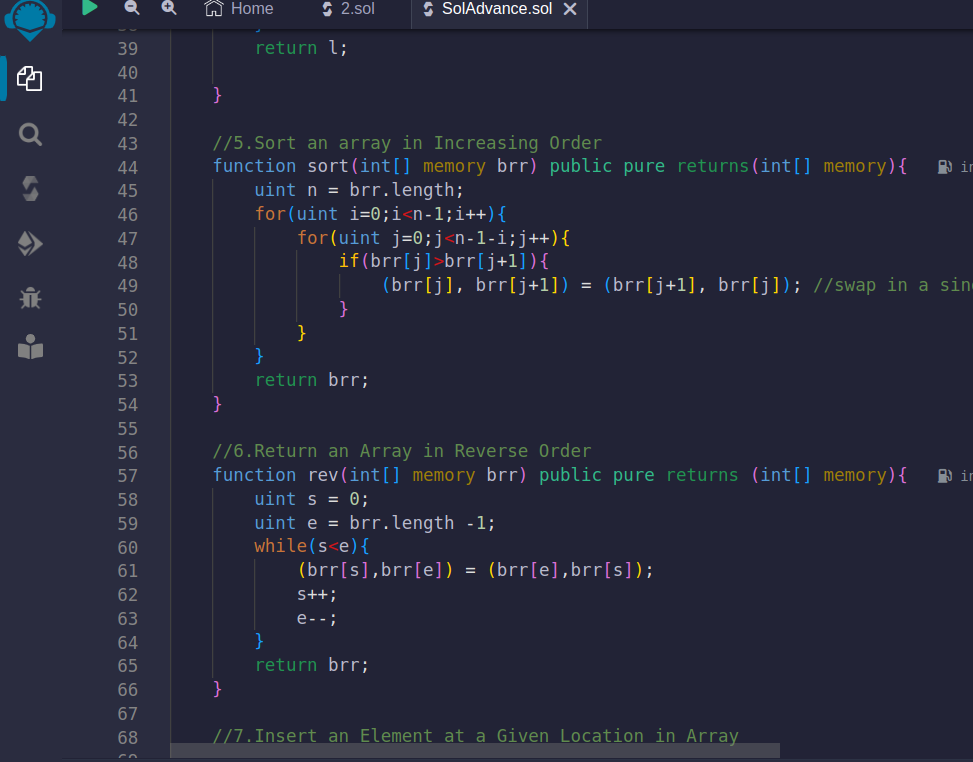 Home 2.sol SolAdvance.sol
39 return l;
40
41 }
42
43 //5.Sort an array in Increasing Order
44 function sort(int[] memory brr) public pure returns(int[] memory){
45 uint n = brr.length;
46 for(uint i=0;i<n-1;i++){
47 for(uint j=0;j<n-1-i;j++){
48 if(brr[j]>brr[j+1]){
49 (brr[j], brr[j+1]) = (brr[j+1], brr[j]); //swap in a
50 }
51 }
52 }
53 return brr;
54 }
55
56 //6.Return an Array in Reverse Order
57 function rev(int[] memory brr) public pure returns (int[] memory){
58 uint s = 0;
59 uint e = brr.length -1;
60 while(s<e){
61 (brr[s],brr[e]) = (brr[e],brr[s]);
62 s++;
63 e--;
64 }
65 return brr;
66 }
67
68 //7.Insert an Element at a Given Location in Array